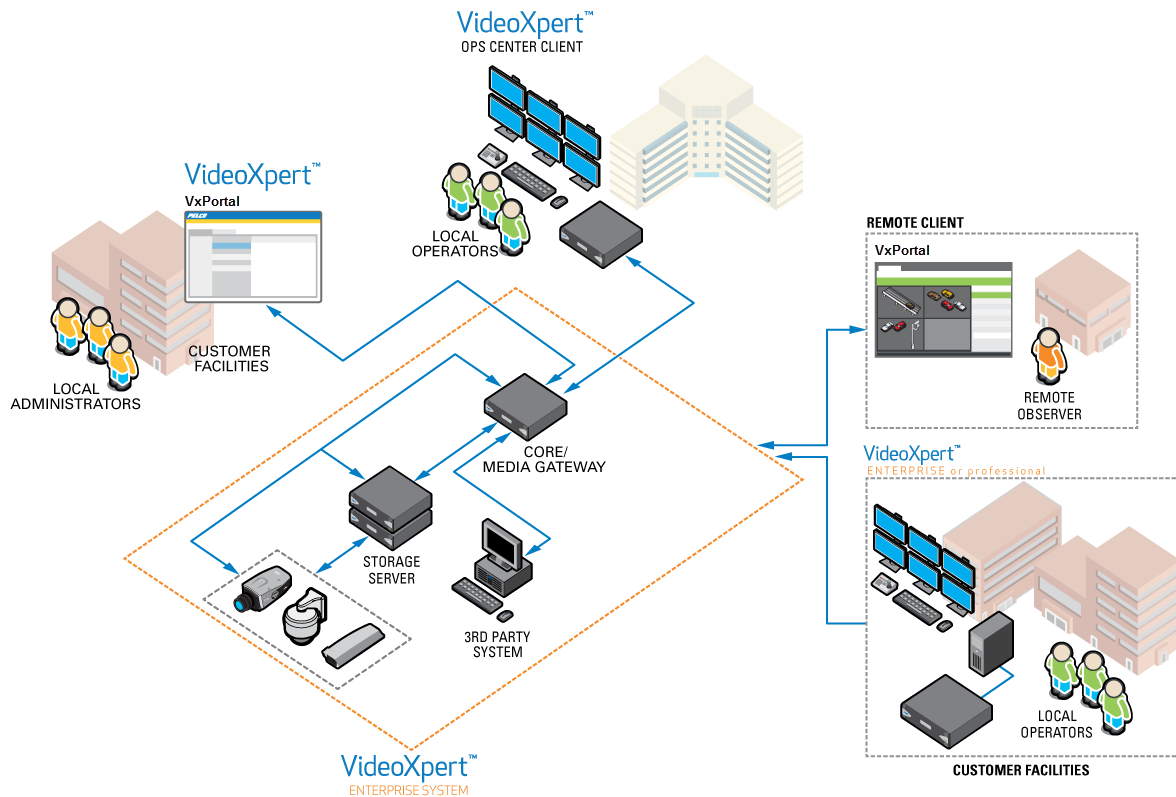 VideoXpert™
OPS CENTER CLIENT
LOCAL
OPERATORS
VideoXpert™
VxPortal
PELCO
CUSTOMER
FACILITIES
LOCAL
ADMINISTRATORS
REMOTE CLIENT
VxPortal
REMOTE
OBSERVER
CORE/
MEDIA GATEWAY
STORAGE
SERVER
3RD PARTY
SYSTEM
VideoXpert™
ENTERPRISE SYSTEM
VideoXpert™
ENTERPRISE or professional
LOCAL
OPERATORS
CUSTOMER FACILITIES